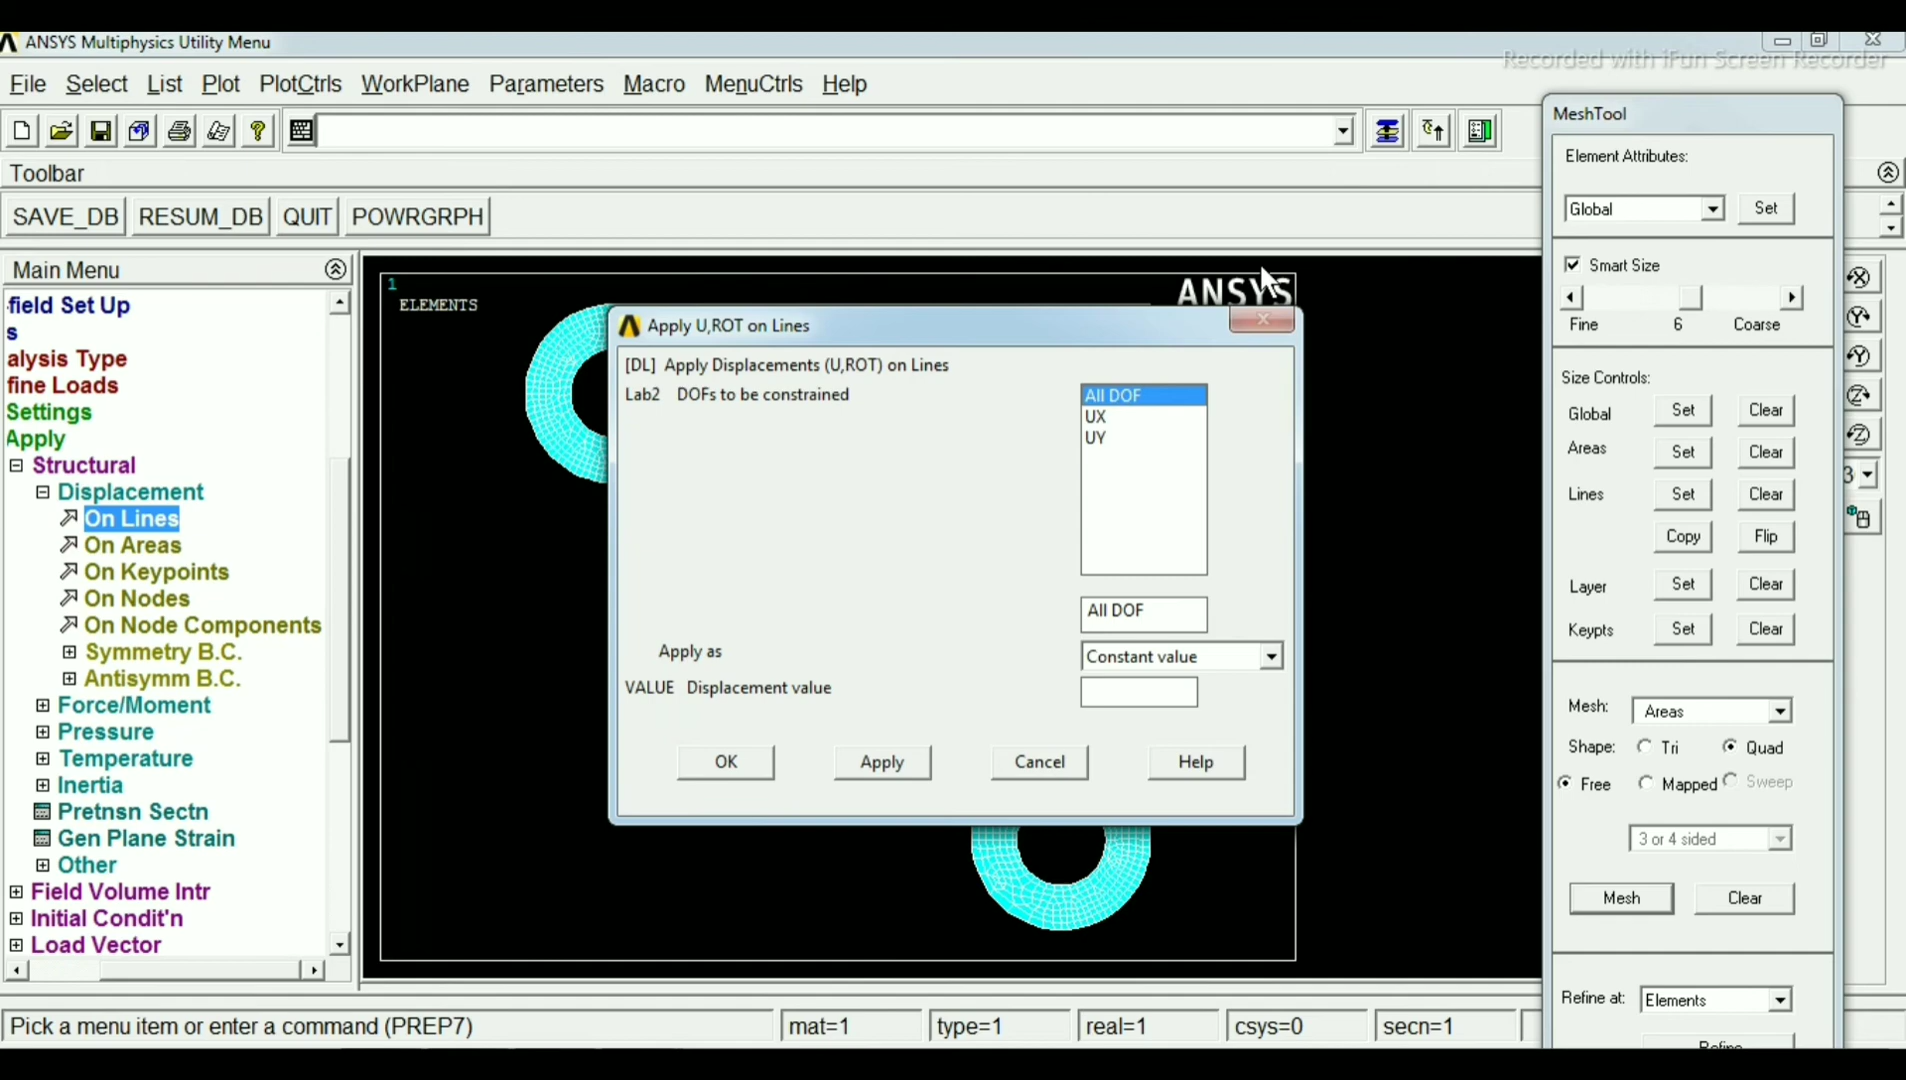 ANSYS Multiphysics Utility Menu
Recorded with iFun Screen Recorder
File Select List Plot PlotCtrls WorkPlane Parameters Macro MenuCtrls Help
MeshTool
Toolbar
SAVE_DB RESUM_DB QUIT POWRGRPH
Main Menu
field Set Up
s
alysis Type
fine Loads
Settings
Apply
Structural
Displacement
On Lines
On Areas
On Keypoints
On Nodes
On Node Components
Symmetry B.C.
Antisymm B.C.
Force/Moment
Pressure
Temperature
Inertia
Pretnsn Sectn
Gen Plane Strain
Other
Field Volume Intr
Initial Condit'n
Load Vector
1
ELEMENTS
ANSYS
Apply U,ROT on Lines
[DL] Apply Displacements (U,ROT) on Lines
Lab2 DOFs to be constrained
All DOF
UX
UY
All DOF
Apply as Constant value
VALUE Displacement value
OK Apply Cancel Help
Element Attributes:
Global Set
Smart Size
Fine 6 Coarse
Size Controls:
Global Set Clear
Areas Set Clear
Lines Set Clear
Copy Flip
Layer Set Clear
Keypts Set Clear
Mesh: Areas
Shape: Tri Quad
Free Mapped Sweep
3 or 4 sided
Mesh Clear
Refine at: Elements
Refine
3
Pick a menu item or enter a command (PREP7) mat=1 type=1 real=1 csys=0 secn=1